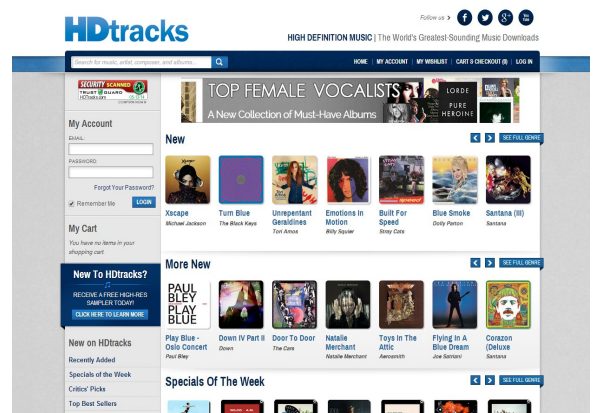 Follow us >
HDtracks
HIGH DEFINITION MUSIC | The World's Greatest-Sounding Music Downloads
Search for music, artist, composer, and albums...
HOME | MY ACCOUNT | MY WISHLIST | CART & CHECKOUT (0) | LOG IN
SECURITY SCANNED
TRUST GUARD
HDTracks.com
TOP FEMALE VOCALISTS
A New Collection of Must-Have Albums
LORDE
PURE
HEROINE
My Account
EMAIL:
PASSWORD:
Forgot Your Password?
Remember Me
LOGIN
My Cart
You have no items in your
shopping cart
New To HDtracks?
RECEIVE A FREE HIGH-RES
SAMPLER TODAY!
CLICK HERE TO LEARN MORE
New on HDtracks
Recently Added
Specials of the Week
Critics' Picks
Top Best Sellers
New
SEE FULL GENRE
Xscape
Michael Jackson
Turn Blue
The Black Keys
Unrepentant
Geraldines
Tori Amos
Emotions In
Motion
Billy Squier
Built For
Speed
Stray Cats
Blue Smoke
Dolly Parton
Santana (III)
Santana
More New
SEE FULL GENRE
PAUL
BLEY
PLAY
BLUE
Play Blue -
Oslo Concert
Paul Bley
Down IV Part II
Down
Door To Door
The Cars
Natalie
Merchant
Natalie Merchant
Toys In The
Attic
Aerosmith
Flying In A
Blue Dream
Joe Satriani
Corazon
(Deluxe
Santana
Specials Of The Week
SEE FULL GENRE